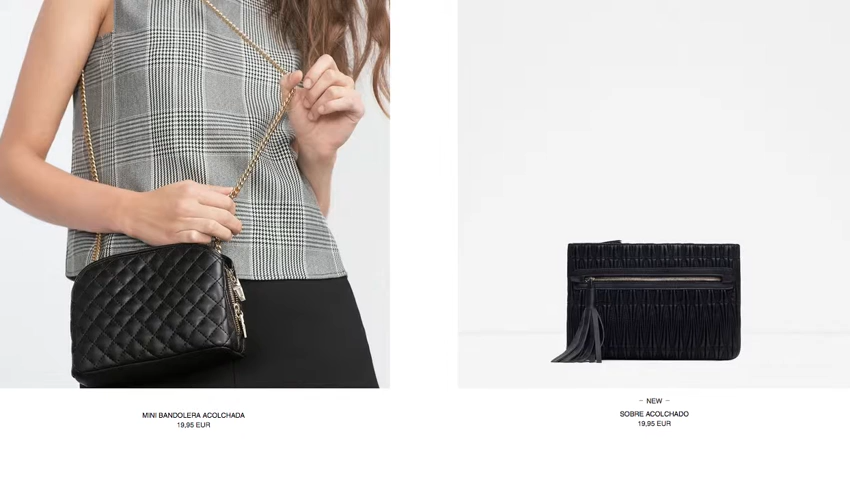 MINI BANDOLERA ACOLCHADA
19,95 EUR
– NEW –
SOBRE ACOLCHADO
19,95 EUR